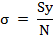 σ = Sy/N